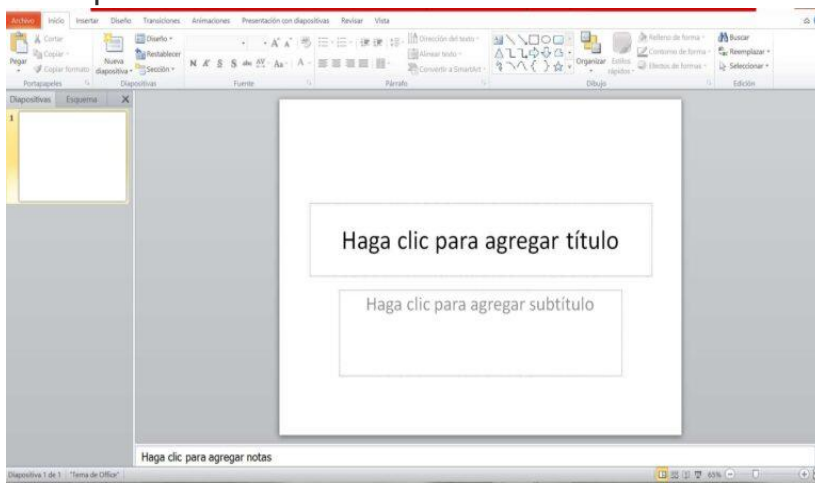 Archivo Inicio Insertar Diseño Transiciones Animaciones Presentación con diapositivas Revisar Vista
Pegar
Cortar
Copiar
Copiar formato
Portapapeles
Nueva diapositiva
Diseño
Restablecer
Sección
Diapositivas
N K S S abc AV Aa A
Fuente
Párrafo
Dirección del texto
Alinear texto
Convertir a SmartArt
Organizar
Estilos rápidos
Relleno de forma
Contorno de forma
Efectos de formas
Dibujo
Buscar
Reemplazar
Seleccionar
Edición
Diapositivas Esquema X
1
Haga clic para agregar título
Haga clic para agregar subtítulo
Haga clic para agregar notas
Diapositiva 1 de 1 "Tema de Office" 65%